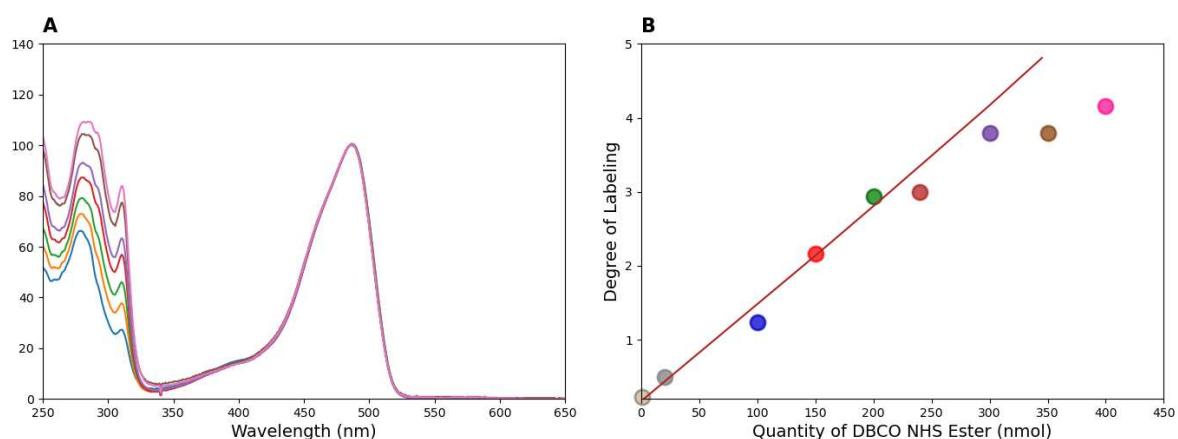 A
140
120
100
80
60
40
20
0
250 300 350 400 450 500 550 600 650
Wavelength (nm)
B
Degree of Labeling
5
4
3
2
1
0 50 100 150 200 250 300 350 400 450
Quantity of DBCO NHS Ester (nmol)